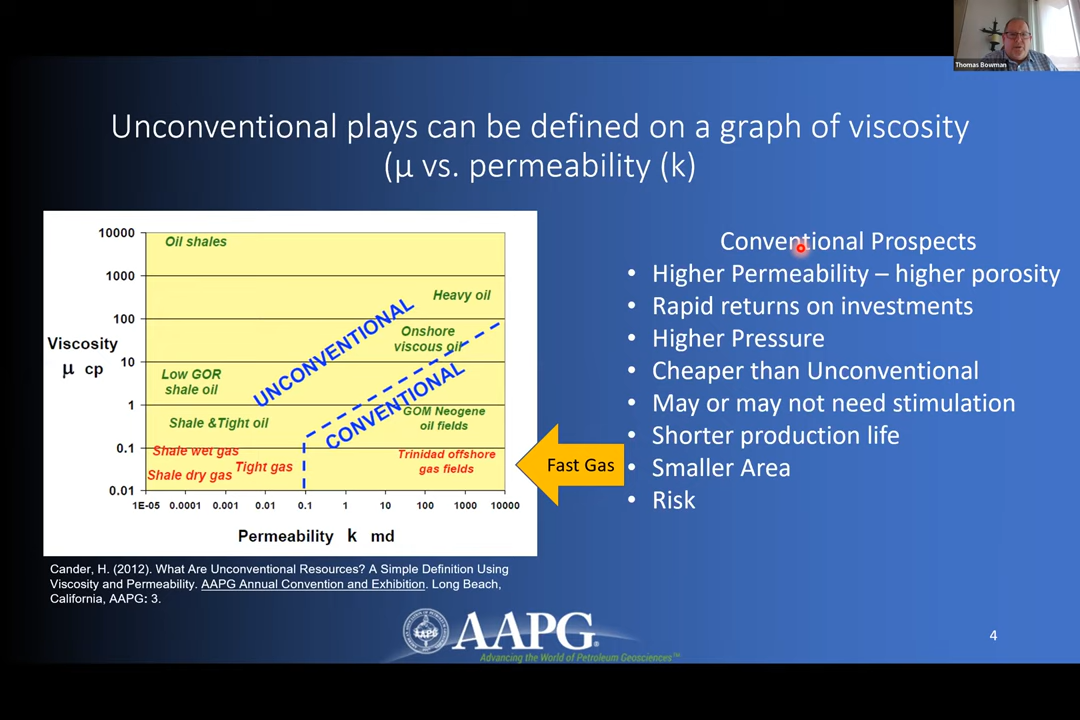 Thomas Bowman
Unconventional plays can be defined on a graph of viscosity
(μ vs. permeability (k)
10000
1000
100
10
1
0.1
0.01
Viscosity
μ cp
Oil shales
Heavy oil
Onshore
viscous oil
Low GOR
shale oil
UNCONVENTIONAL
CONVENTIONAL
GOM Neogene
oil fields
Shale &Tight oil
Shale wet gas
Tight gas
Shale dry gas
Trinidad offshore
gas fields
1E-05 0.0001 0.001 0.01 0.1 1 10 100 1000 10000
Permeability k md
Fast Gas
Conventional Prospects
• Higher Permeability – higher porosity
• Rapid returns on investments
• Higher Pressure
• Cheaper than Unconventional
• May or may not need stimulation
• Shorter production life
• Smaller Area
• Risk
Cander, H. (2012). What Are Unconventional Resources? A Simple Definition Using
Viscosity and Permeability. AAPG Annual Convention and Exhibition. Long Beach,
California, AAPG: 3.
AAPG
AAPG®
Advancing the World of Petroleum Geosciences™
4